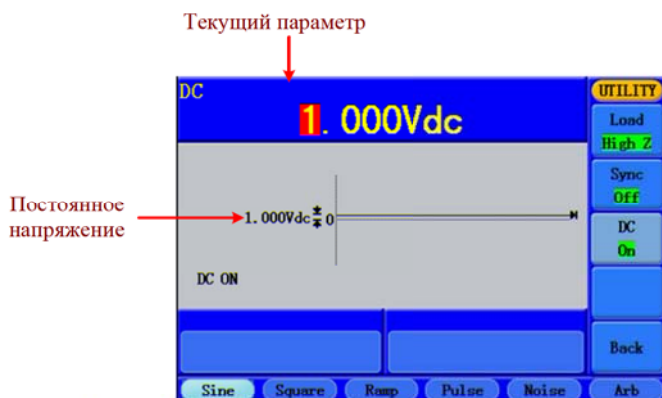 Текущий параметр
DC
1.000Vdc
UTILITY
Load
High Z
Sync
Off
DC
On
Back
Постоянное
напряжение
1.000Vdc
0
DC ON
Sine
Square
Ramp
Pulse
Noise
Arb